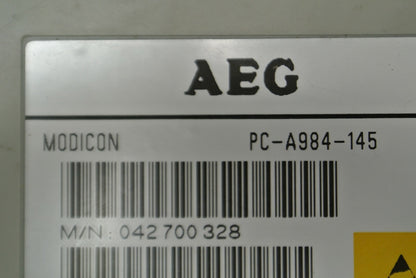 AEG
MODICON PC-A984-145
M/N: 042 700 328